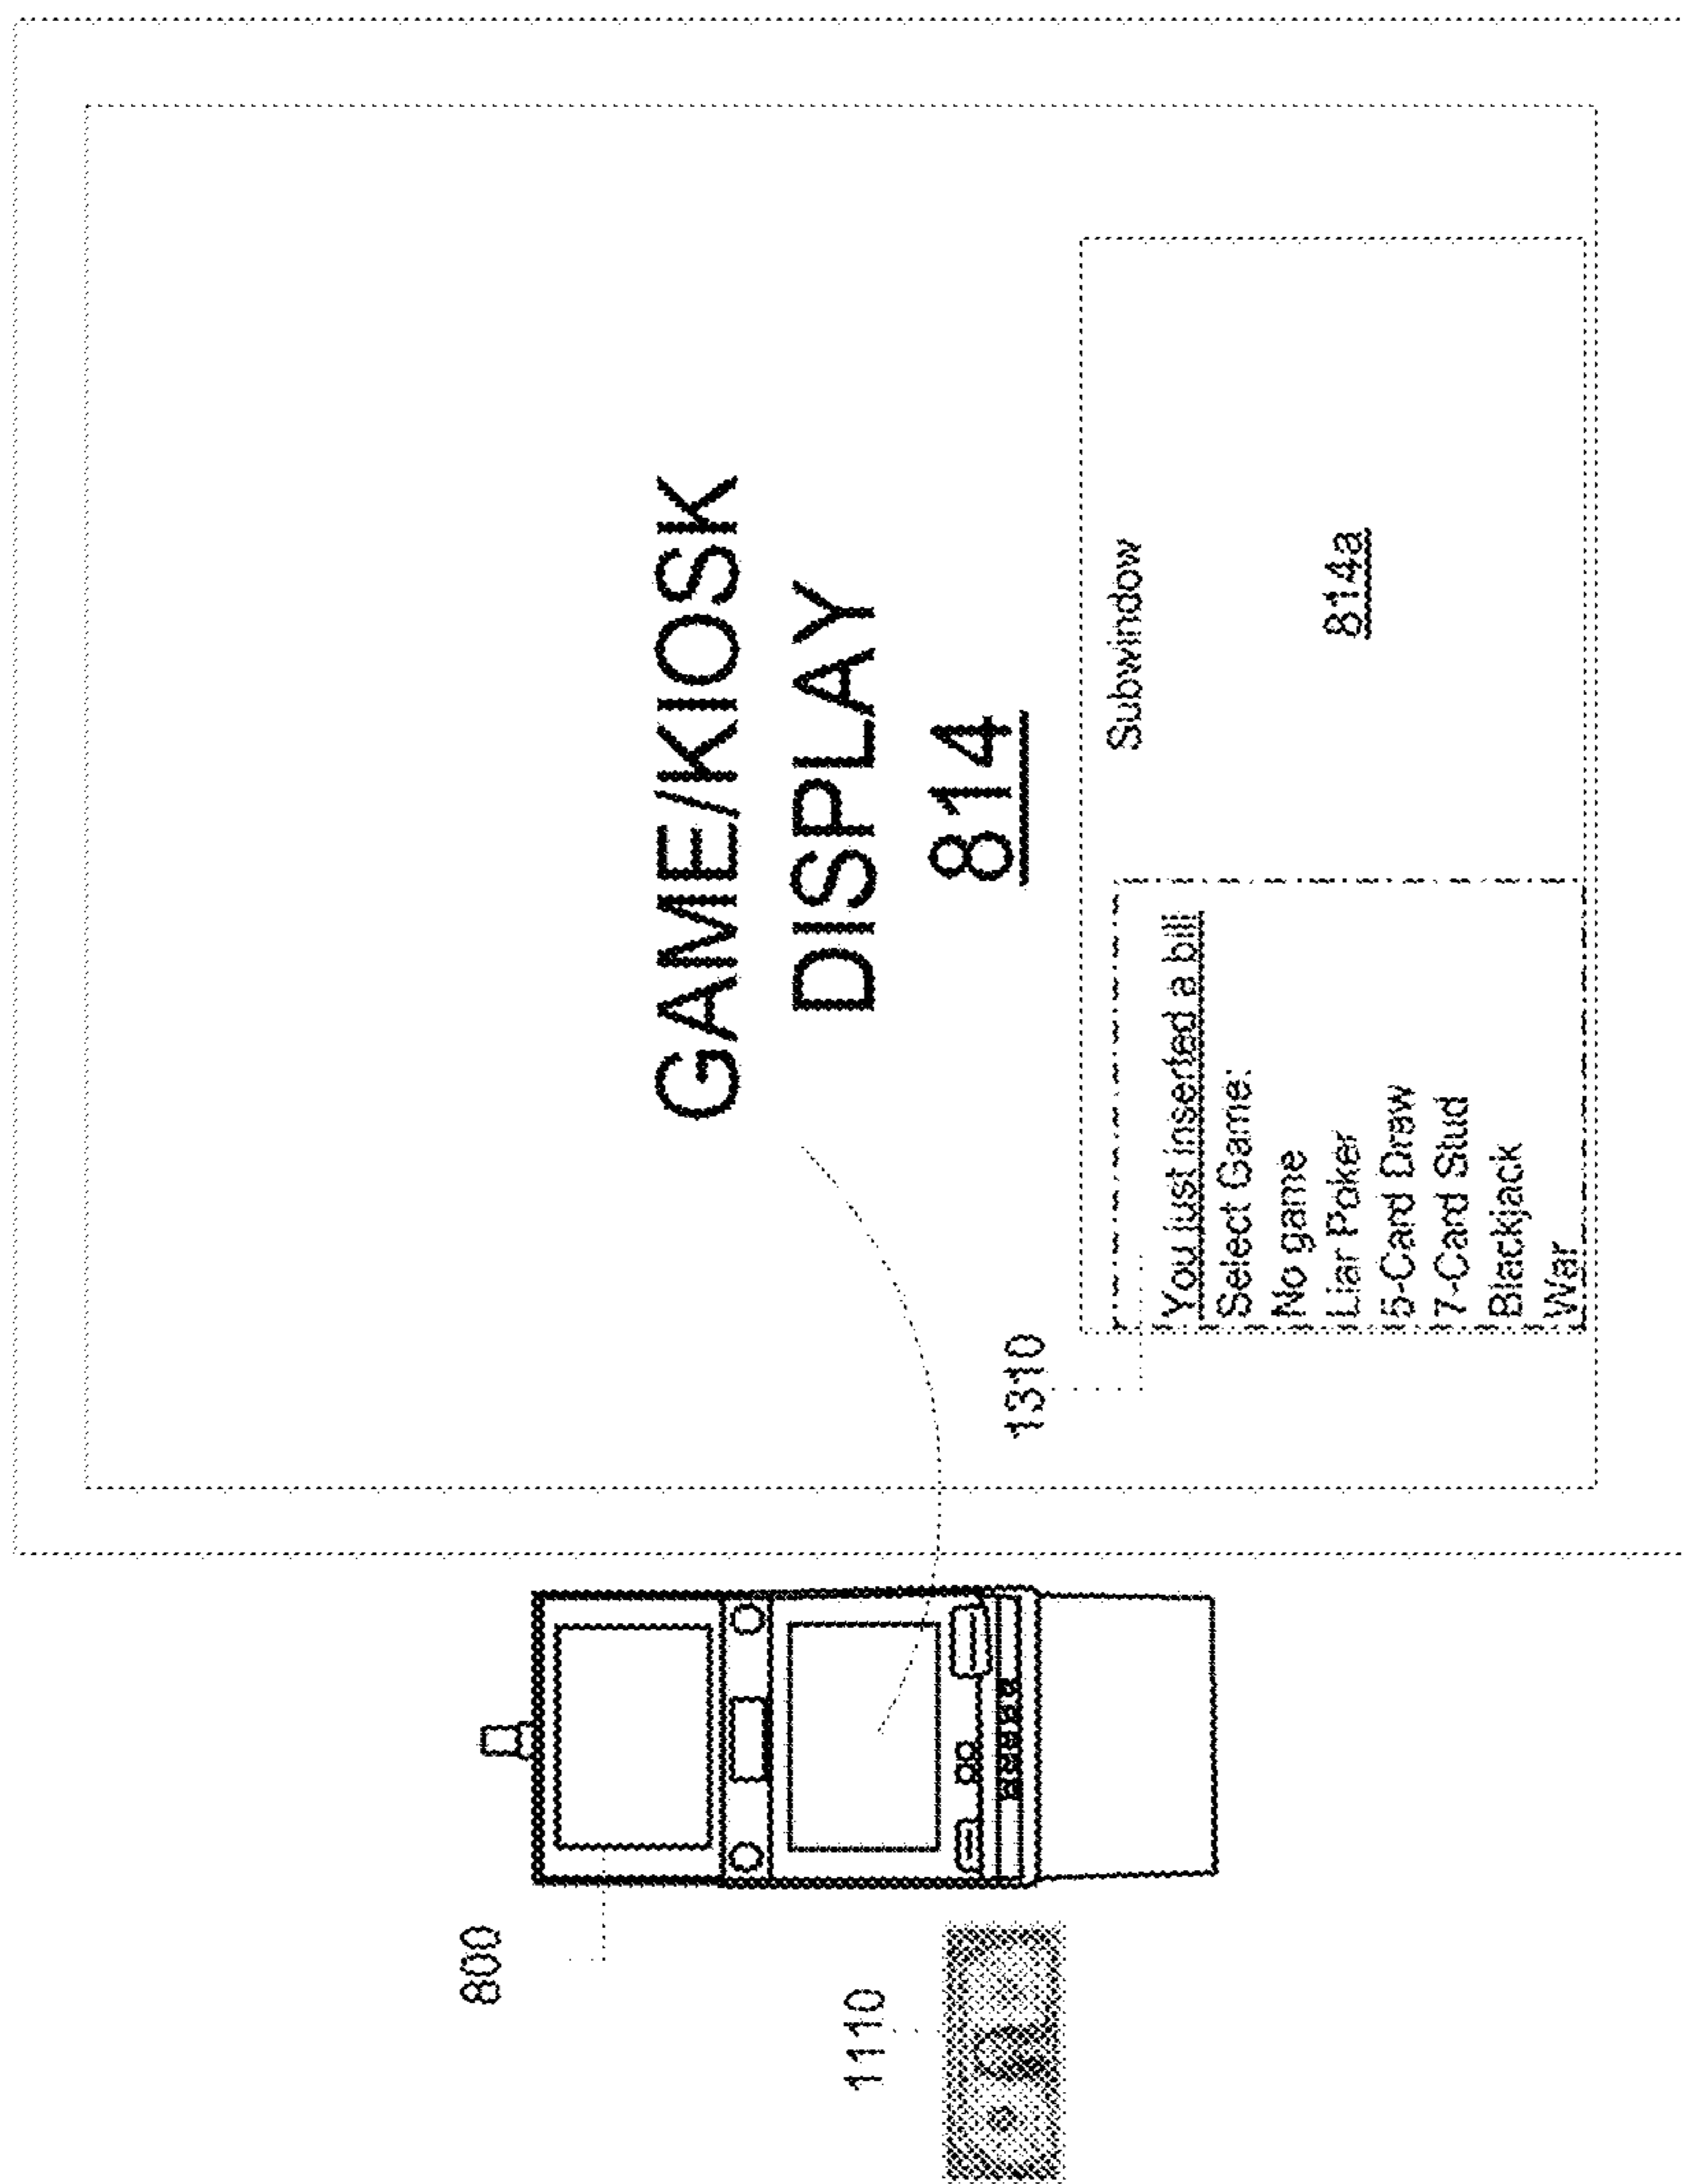 800
1110
GAME/KIOSK
DISPLAY
814
1310
Subwindow
814a
You just inserted a bill
Select Game:
No game
Liar Poker
5-Card Draw
7-Card Stud
Blackjack
War